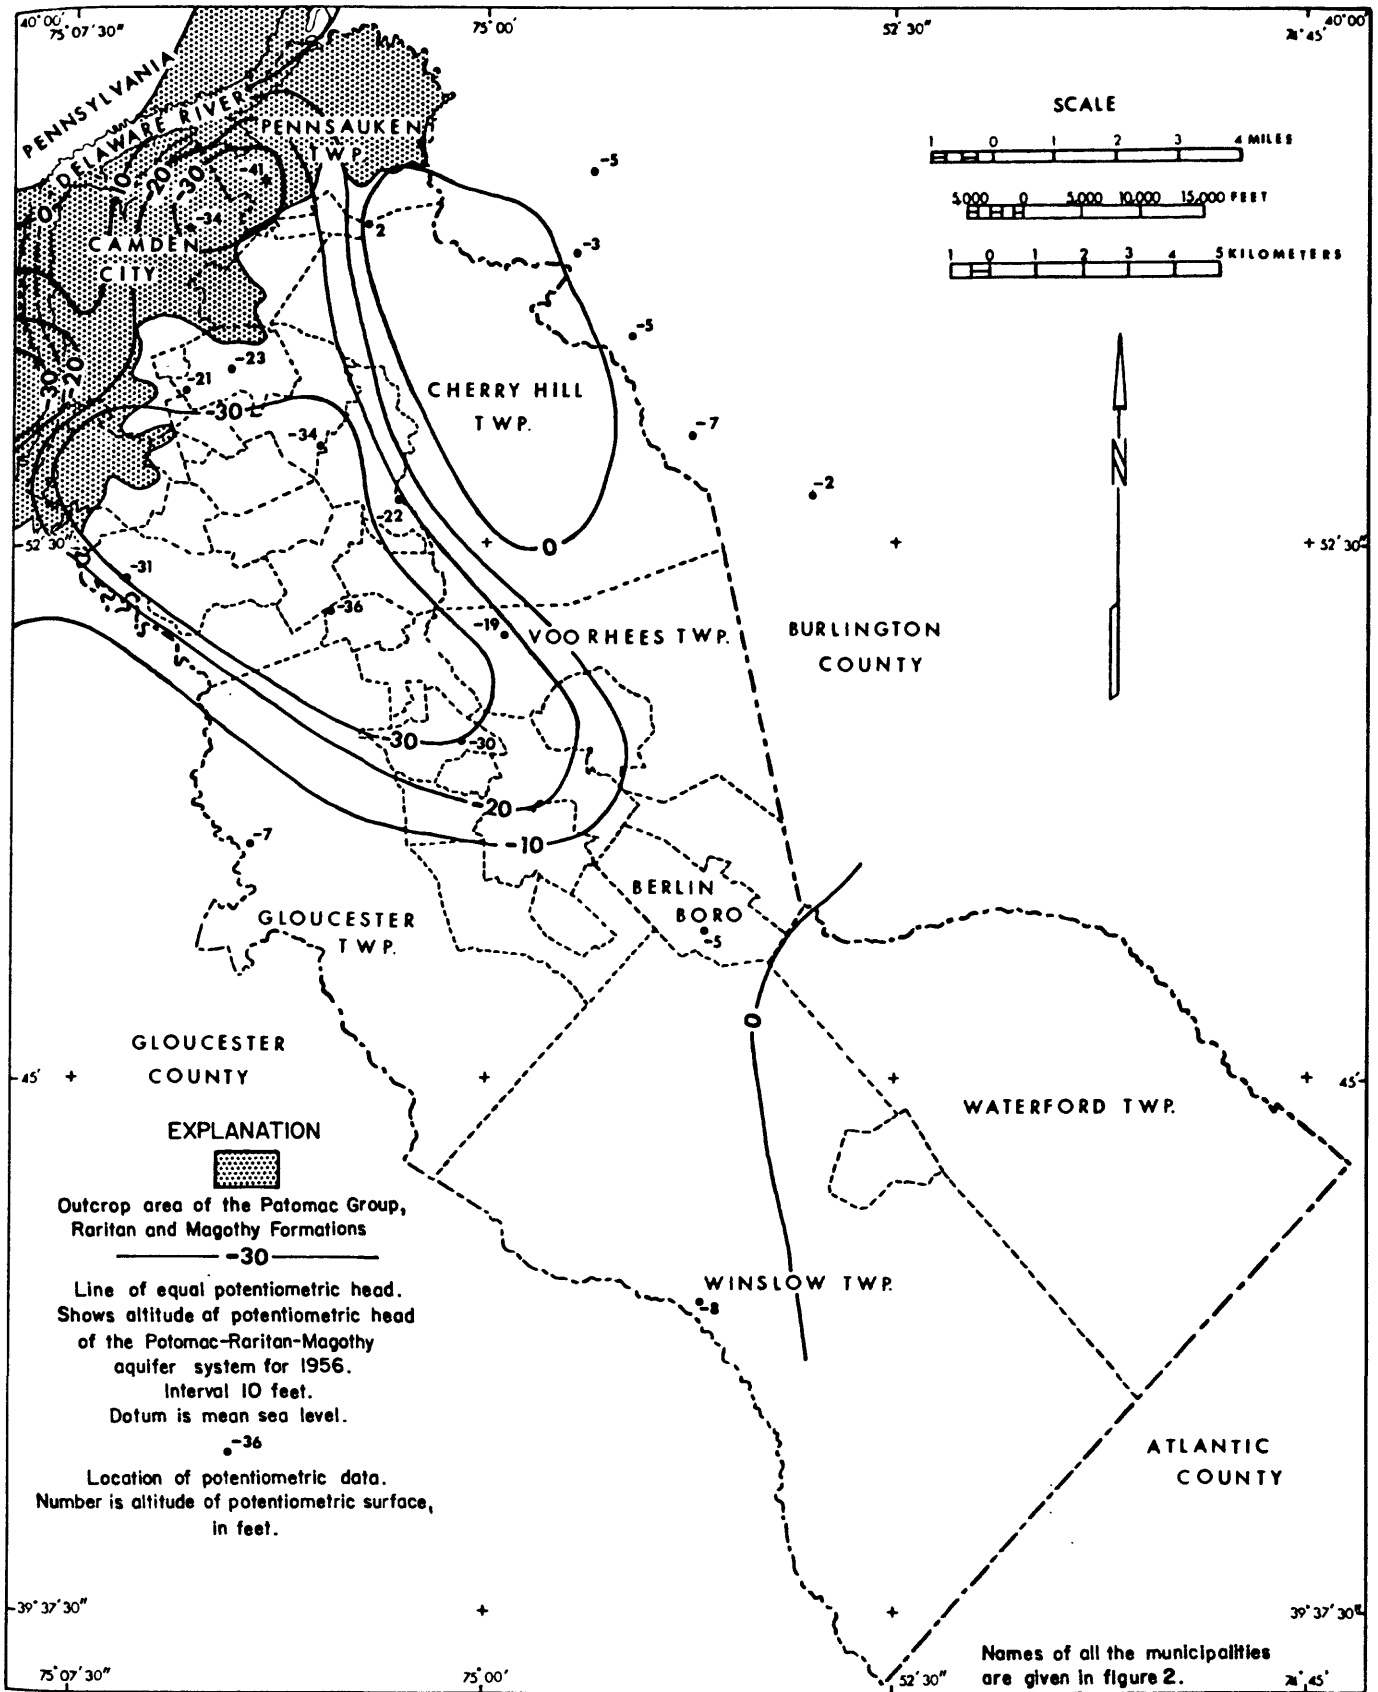 40°00'
75°07'30"
75°00'
52'30"
74°45'
40°00'
PENNSYLVANIA
DELAWARE RIVER
PENNSAUKEN
TWP.
SCALE
1 0 1 2 3 4 MILES
5,000 0 5,000 10,000 15,000 FEET
1 0 1 2 3 4 5 KILOMETERS
-10
-20
-30
-41
-34
0
CAMDEN
CITY
-5
2
-3
-5
-23
-21
-30
-20
-30
-34
CHERRY HILL
TWP.
-7
-2
-22
N
52'30"
0
52'30"
-31
-36
-19
VOORHEES TWP.
BURLINGTON
COUNTY
-30
-30
-20
-10
-7
BERLIN
BORO
-5
GLOUCESTER
TWP.
0
GLOUCESTER
COUNTY
45'
45'
WATERFORD TWP.
EXPLANATION
Outcrop area of the Patomac Group,
Raritan and Magothy Formations
-30
Line of equal potentiometric head.
Shows altitude of potentiometric head
of the Potomac-Raritan-Magothy
aquifer system for 1956.
Interval 10 feet.
Dotum is mean sea level.
-36
Location of potentiometric data.
Number is altitude of potentiometric surface,
in feet.
WINSLOW TWP.
-8
ATLANTIC
COUNTY
39°37'30"
39°37'30"
Names of all the municipalities
are given in figure 2.
75°07'30"
75°00'
52'30"
74°45'